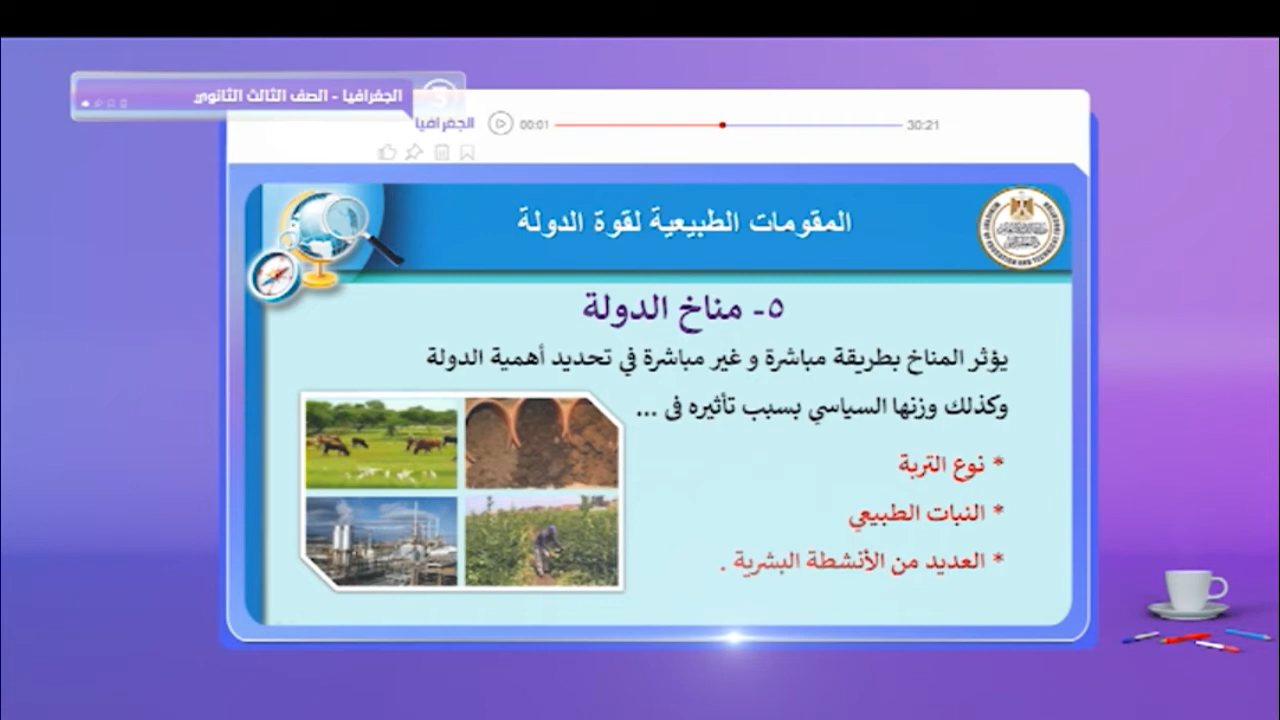 الجغرافيا - الصف الثالث الثانوي
الجغرافيا
00:01
30:21
المقومات الطبيعية لقوة الدولة
٥- مناخ الدولة
يؤثر المناخ بطريقة مباشرة و غير مباشرة في تحديد أهمية الدولة
وكذلك وزنها السياسي بسبب تأثيره فى ...
* نوع التربة
* النبات الطبيعي
* العديد من الأنشطة البشرية .